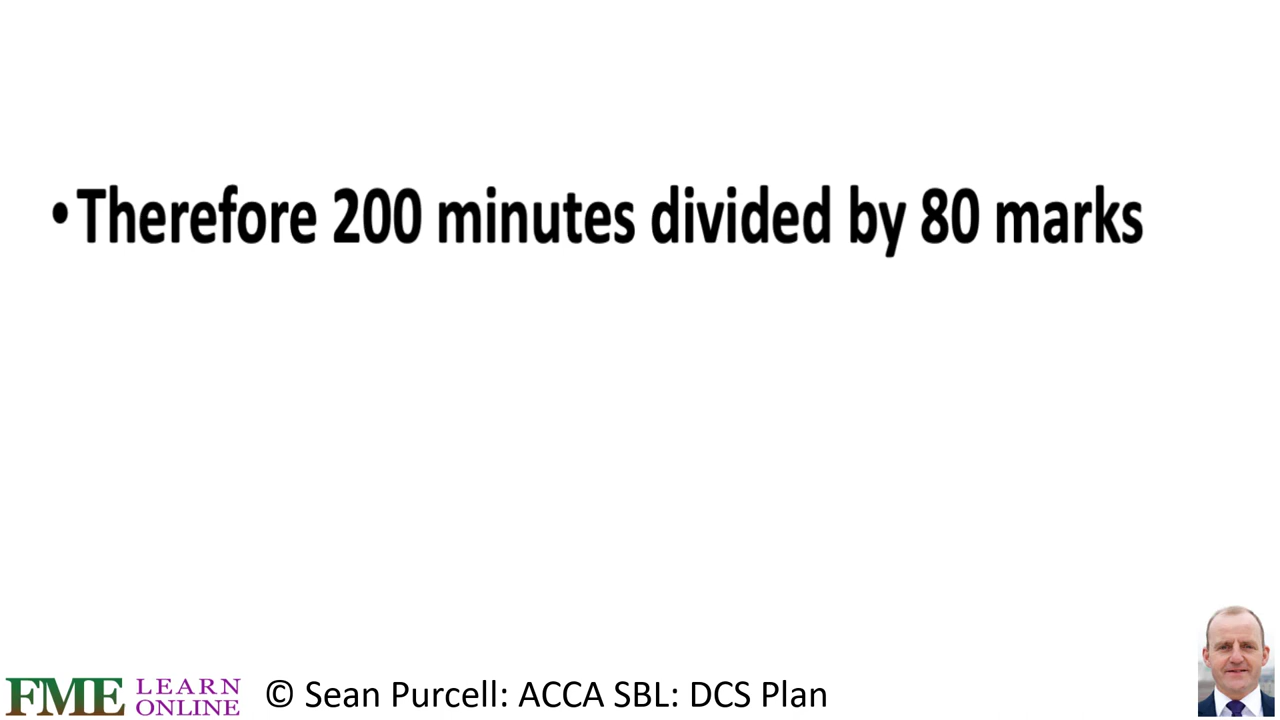 • Therefore 200 minutes divided by 80 marks
FME LEARN ONLINE
© Sean Purcell: ACCA SBL: DCS Plan